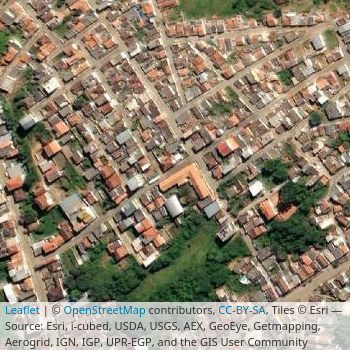 Leaflet | © OpenStreetMap contributors, CC-BY-SA, Tiles © Esri —
Source: Esri, i-cubed, USDA, USGS, AEX, GeoEye, Getmapping,
Aerogrid, IGN, IGP, UPR-EGP, and the GIS User Community